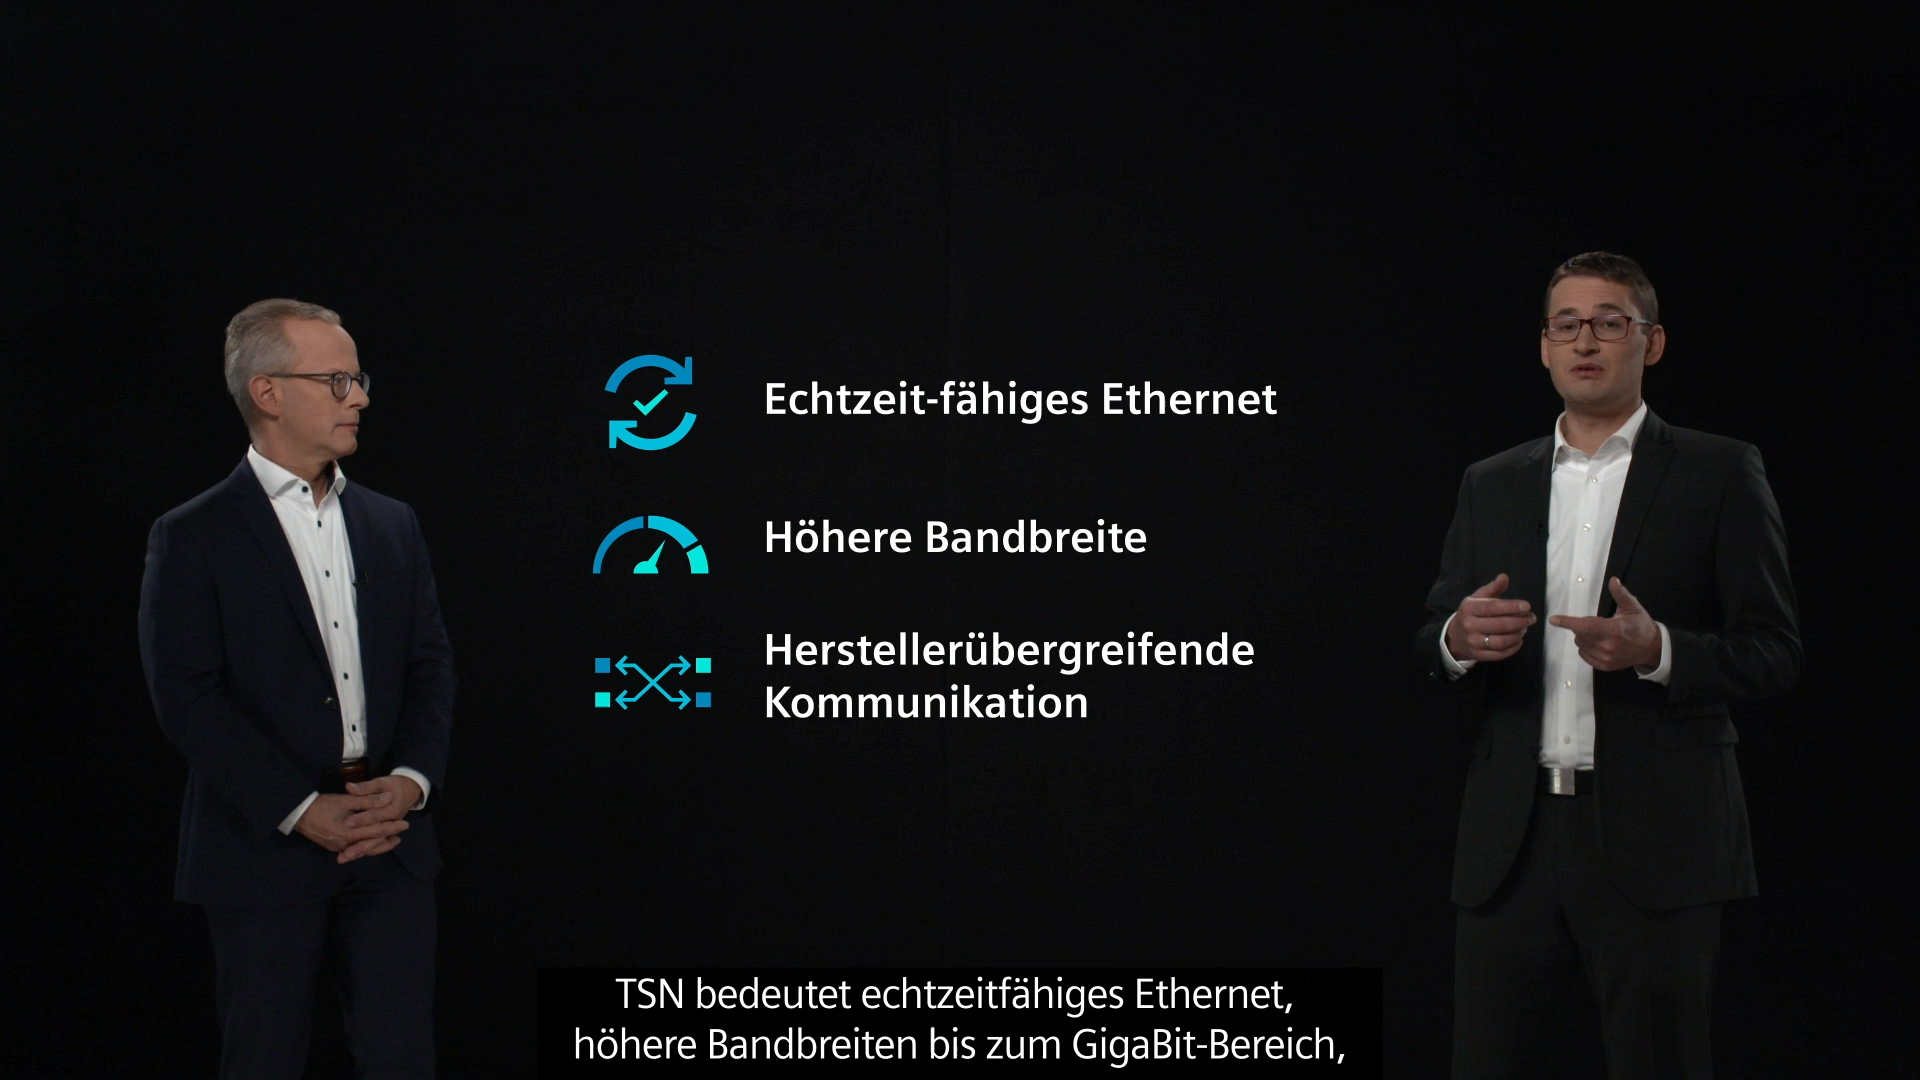 Echtzeit-fähiges Ethernet
Höhere Bandbreite
Herstellerübergreifende
Kommunikation
TSN bedeutet echtzeitfähiges Ethernet,
höhere Bandbreiten bis zum GigaBit-Bereich,